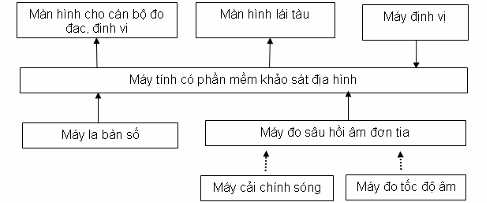 Màn hình cho cán bộ đo
đạc, định vị
Màn hình lái tàu
Máy định vị
Máy tính có phần mềm khảo sát địa hình
Máy la bàn số
Máy đo sâu hồi âm đơn tia
Máy cải chính sóng
Máy đo tốc độ âm